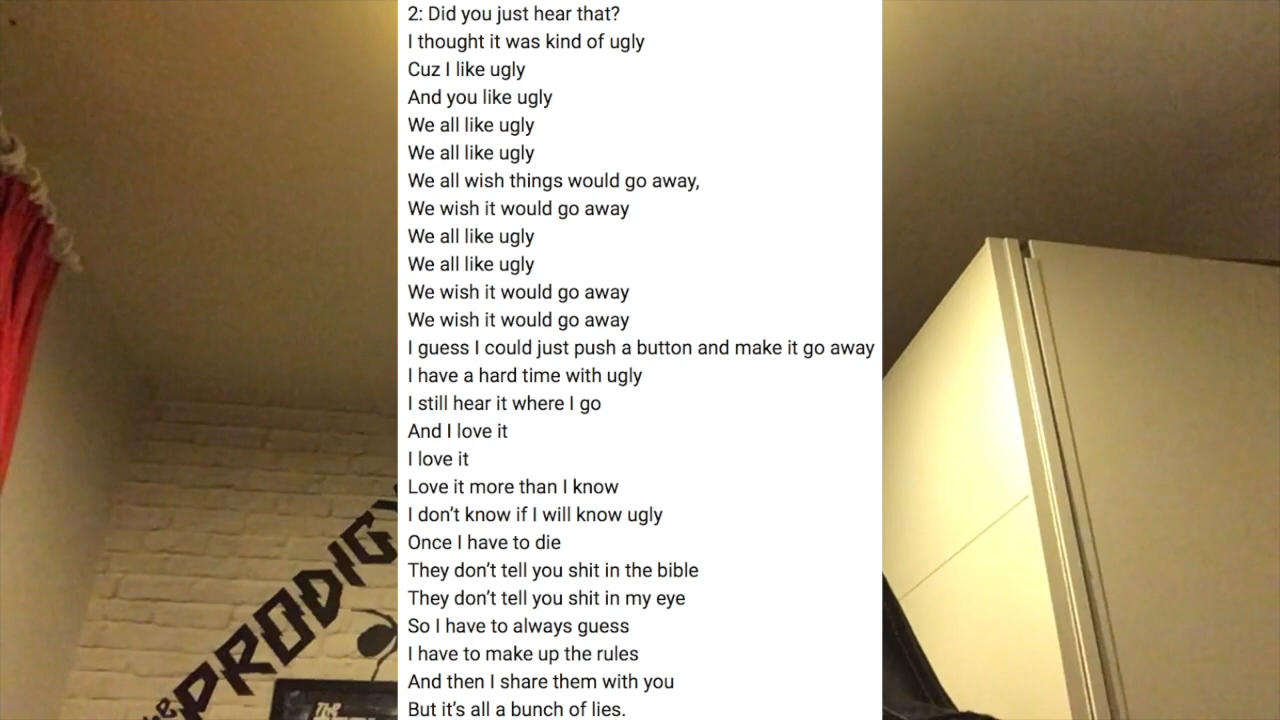 2: Did you just hear that?
I thought it was kind of ugly
Cuz I like ugly
And you like ugly
We all like ugly
We all like ugly
We all wish things would go away,
We wish it would go away
We all like ugly
We all like ugly
We wish it would go away
We wish it would go away
I guess I could just push a button and make it go away
I have a hard time with ugly
I still hear it where I go
And I love it
I love it
Love it more than I know
I don’t know if I will know ugly
Once I have to die
They don’t tell you shit in the bible
They don’t tell you shit in my eye
So I have to always guess
I have to make up the rules
And then I share them with you
But it’s all a bunch of lies.
THE PRODIGY
THE